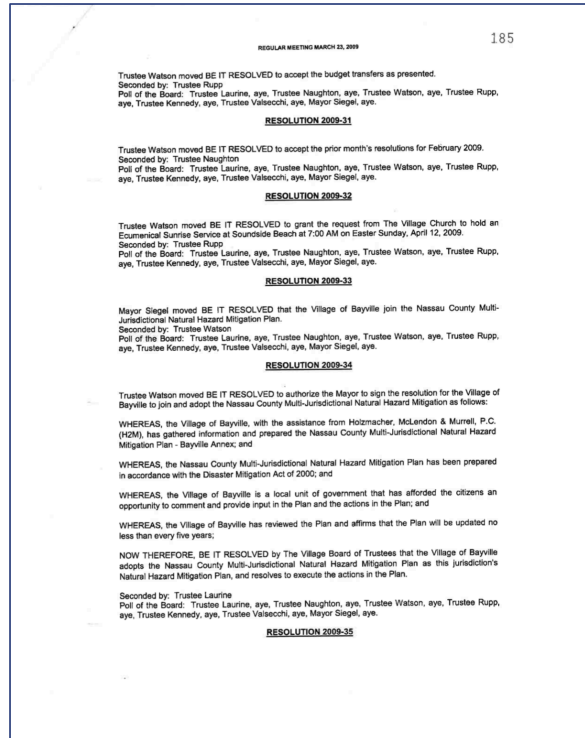 185
REGULAR MEETING MARCH 23, 2009
Trustee Watson moved BE IT RESOLVED to accept the budget transfers as presented.
Seconded by: Trustee Rupp
Poll of the Board: Trustee Laurine, aye, Trustee Naughton, aye, Trustee Watson, aye, Trustee Rupp,
aye, Trustee Kennedy, aye, Trustee Valsecchi, aye, Mayor Siegel, aye.
RESOLUTION 2009-31
Trustee Watson moved BE IT RESOLVED to accept the prior month's resolutions for February 2009.
Seconded by: Trustee Naughton
Poll of the Board: Trustee Laurine, aye, Trustee Naughton, aye, Trustee Watson, aye, Trustee Rupp,
aye, Trustee Kennedy, aye, Trustee Valsecchi, aye, Mayor Siegel, aye.
RESOLUTION 2009-32
Trustee Watson moved BE IT RESOLVED to grant the request from The Village Church to hold an
Ecumenical Sunrise Service at Soundside Beach at 7:00 AM on Easter Sunday, April 12, 2009.
Seconded by: Trustee Rupp
Poll of the Board: Trustee Laurine, aye, Trustee Naughton, aye, Trustee Watson, aye, Trustee Rupp,
aye, Trustee Kennedy, aye, Trustee Valsecchi, aye, Mayor Siegel, aye.
RESOLUTION 2009-33
Mayor Siegel moved BE IT RESOLVED that the Village of Bayville join the Nassau County Multi-
Jurisdictional Natural Hazard Mitigation Plan.
Seconded by: Trustee Watson
Poll of the Board: Trustee Laurine, aye, Trustee Naughton, aye, Trustee Watson, aye, Trustee Rupp,
aye, Trustee Kennedy, aye, Trustee Valsecchi, aye, Mayor Siegel, aye.
RESOLUTION 2009-34
Trustee Watson moved BE IT RESOLVED to authorize the Mayor to sign the resolution for the Village of
Bayville to join and adopt the Nassau County Multi-Jurisdictional Natural Hazard Mitigation as follows:
WHEREAS, the Village of Bayville, with the assistance from Holzmacher, McLendon & Murrell, P.C.
(H2M), has gathered information and prepared the Nassau County Multi-Jurisdictional Natural Hazard
Mitigation Plan - Bayville Annex; and
WHEREAS, the Nassau County Multi-Jurisdictional Natural Hazard Mitigation Plan has been prepared
in accordance with the Disaster Mitigation Act of 2000; and
WHEREAS, the Village of Bayville is a local unit of government that has afforded the citizens an
opportunity to comment and provide input in the Plan and the actions in the Plan; and
WHEREAS, the Village of Bayville has reviewed the Plan and affirms that the Plan will be updated no
less than every five years;
NOW THEREFORE, BE IT RESOLVED by The Village Board of Trustees that the Village of Bayville
adopts the Nassau County Multi-Jurisdictional Natural Hazard Mitigation Plan as this jurisdiction's
Natural Hazard Mitigation Plan, and resolves to execute the actions in the Plan.
Seconded by: Trustee Laurine
Poll of the Board: Trustee Laurine, aye, Trustee Naughton, aye, Trustee Watson, aye, Trustee Rupp,
aye, Trustee Kennedy, aye, Trustee Valsecchi, aye, Mayor Siegel, aye.
RESOLUTION 2009-35